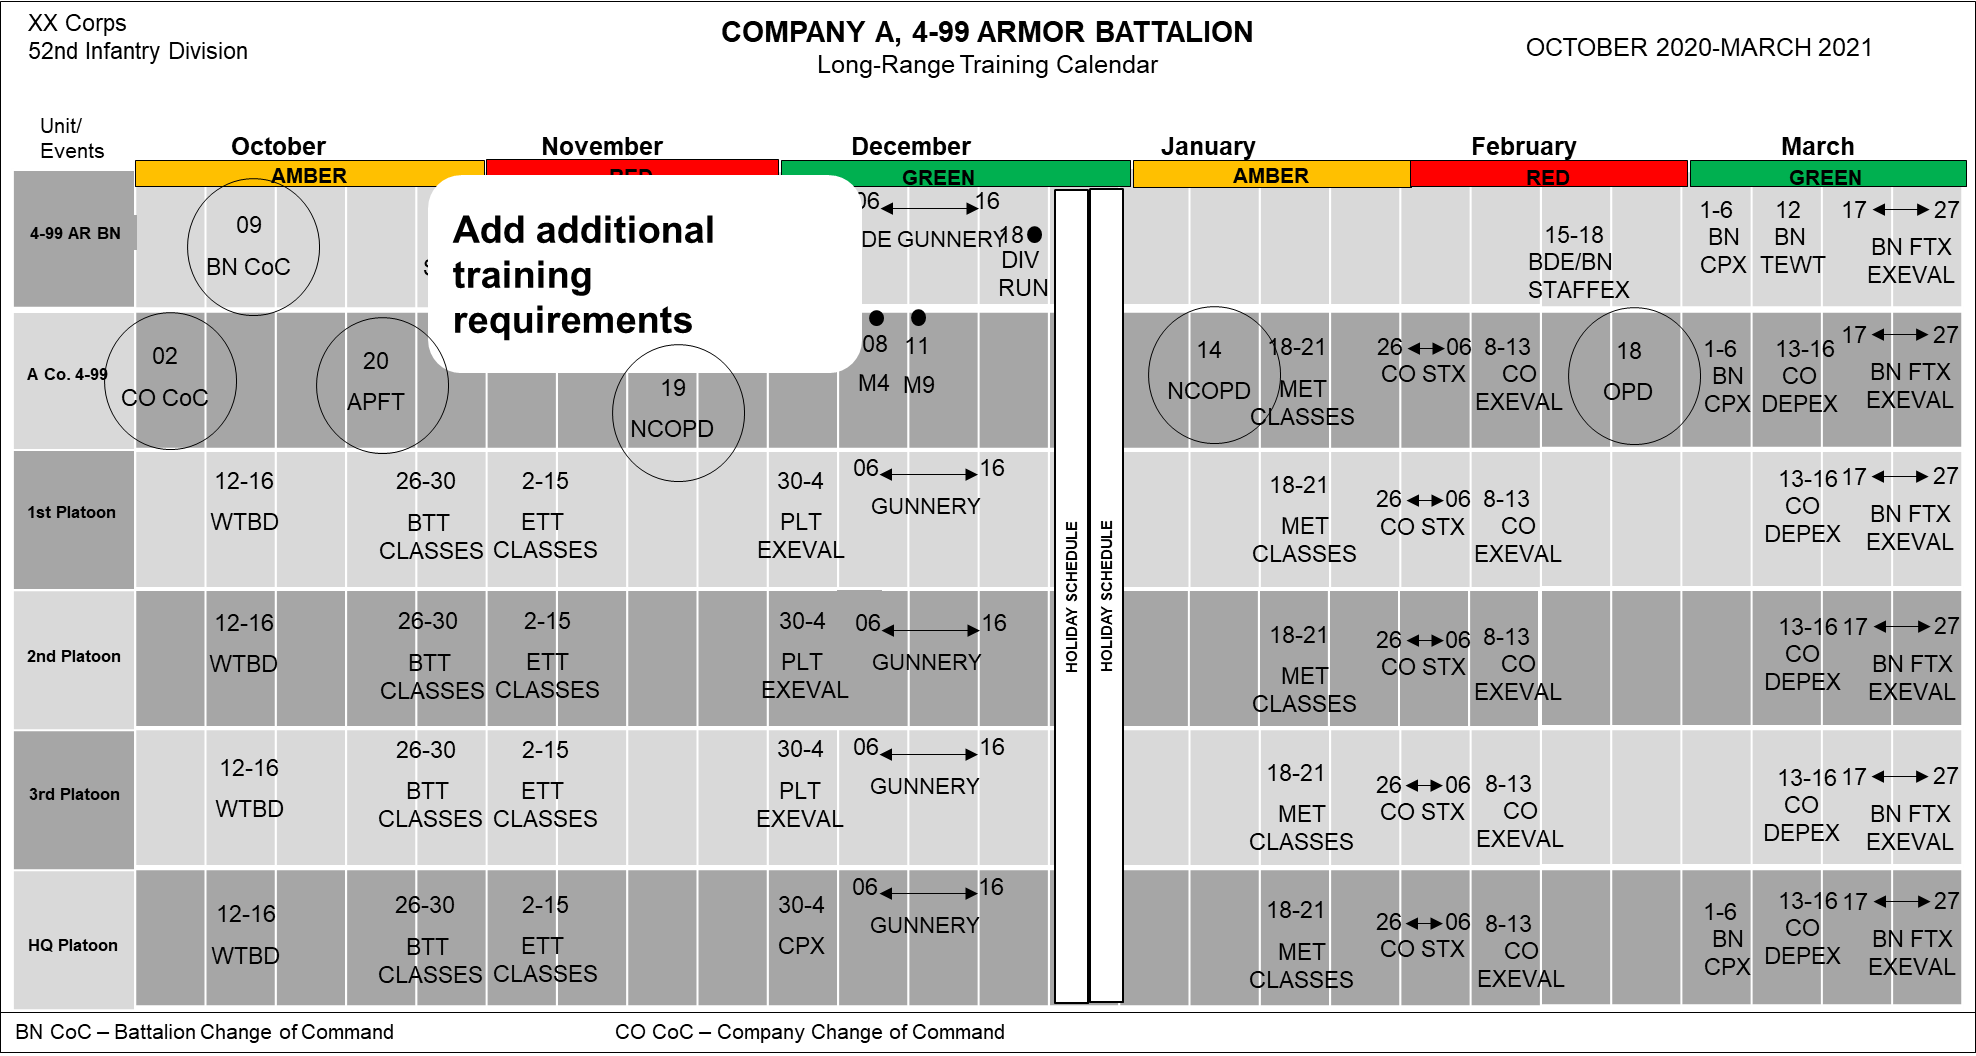 XX Corps
52nd Infantry Division
COMPANY A, 4-99 ARMOR BATTALION
Long-Range Training Calendar
OCTOBER 2020-MARCH 2021
Unit/
Events
October November December January February March
AMBER RED GREEN AMBER RED GREEN
4-99 AR BN
09
BN CoC
Add additional
training
requirements
06 16
DE GUNNERY
18
DIV
RUN
15-18
BDE/BN
STAFFEX
1-6
BN
CPX
12
BN
TEWT
17 27
BN FTX
EXEVAL
A Co. 4-99
02
CO CoC
20
APFT
19
NCOPD
08
M4
11
M9
14
NCOPD
18-21
MET
CLASSES
26 06
CO STX
8-13
CO
EXEVAL
18
OPD
1-6
BN
CPX
13-16
CO
DEPEX
17 27
BN FTX
EXEVAL
1st Platoon
12-16
WTBD
26-30
BTT
CLASSES
2-15
ETT
CLASSES
30-4
PLT
EXEVAL
06 16
GUNNERY
18-21
MET
CLASSES
26 06
CO STX
8-13
CO
EXEVAL
13-16
CO
DEPEX
17 27
BN FTX
EXEVAL
2nd Platoon
12-16
WTBD
26-30
BTT
CLASSES
2-15
ETT
CLASSES
30-4
PLT
EXEVAL
06 16
GUNNERY
18-21
MET
CLASSES
26 06
CO STX
8-13
CO
EXEVAL
13-16
CO
DEPEX
17 27
BN FTX
EXEVAL
3rd Platoon
12-16
WTBD
26-30
BTT
CLASSES
2-15
ETT
CLASSES
30-4
PLT
EXEVAL
06 16
GUNNERY
18-21
MET
CLASSES
26 06
CO STX
8-13
CO
EXEVAL
13-16
CO
DEPEX
17 27
BN FTX
EXEVAL
HQ Platoon
12-16
WTBD
26-30
BTT
CLASSES
2-15
ETT
CLASSES
30-4
CPX
06 16
GUNNERY
18-21
MET
CLASSES
26 06
CO STX
8-13
CO
EXEVAL
1-6
BN
CPX
13-16
CO
DEPEX
17 27
BN FTX
EXEVAL
HOLIDAY SCHEDULE
HOLIDAY SCHEDULE
BN CoC – Battalion Change of Command
CO CoC – Company Change of Command